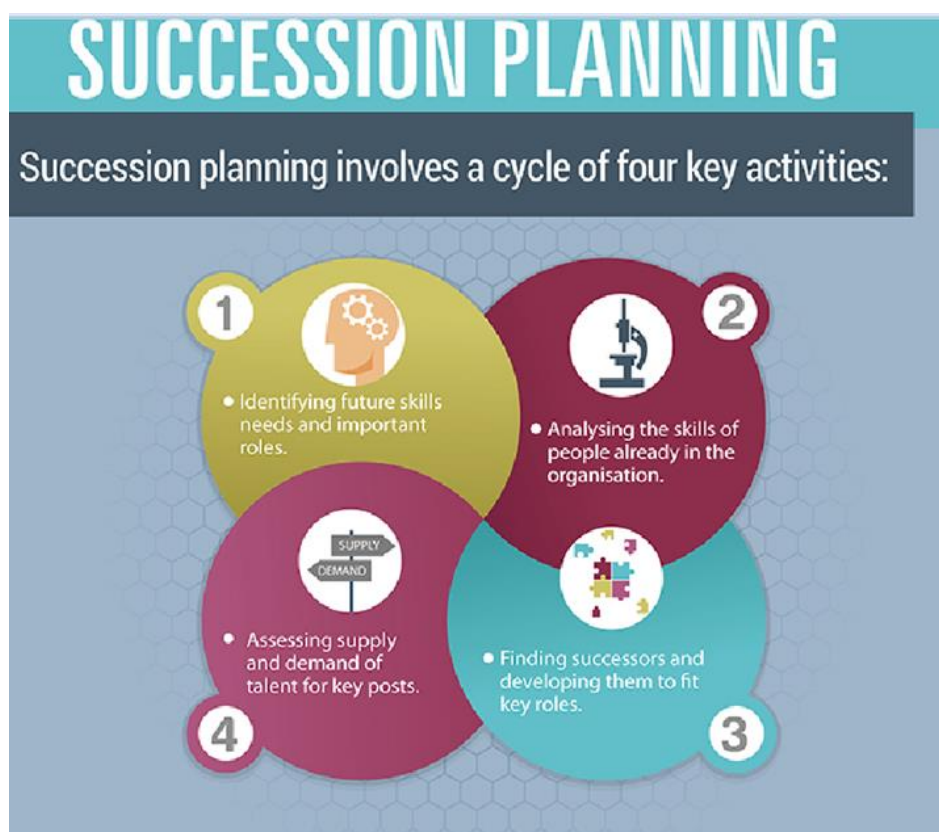 SUCCESSION PLANNING
Succession planning involves a cycle of four key activities:
1
• Identifying future skills
needs and important
roles.
2
• Analysing the skills of
people already in the
organisation.
SUPPLY
DEMAND
• Assessing supply
and demand of
talent for key posts.
4
• Finding successors and
developing them to fit
key roles.
3